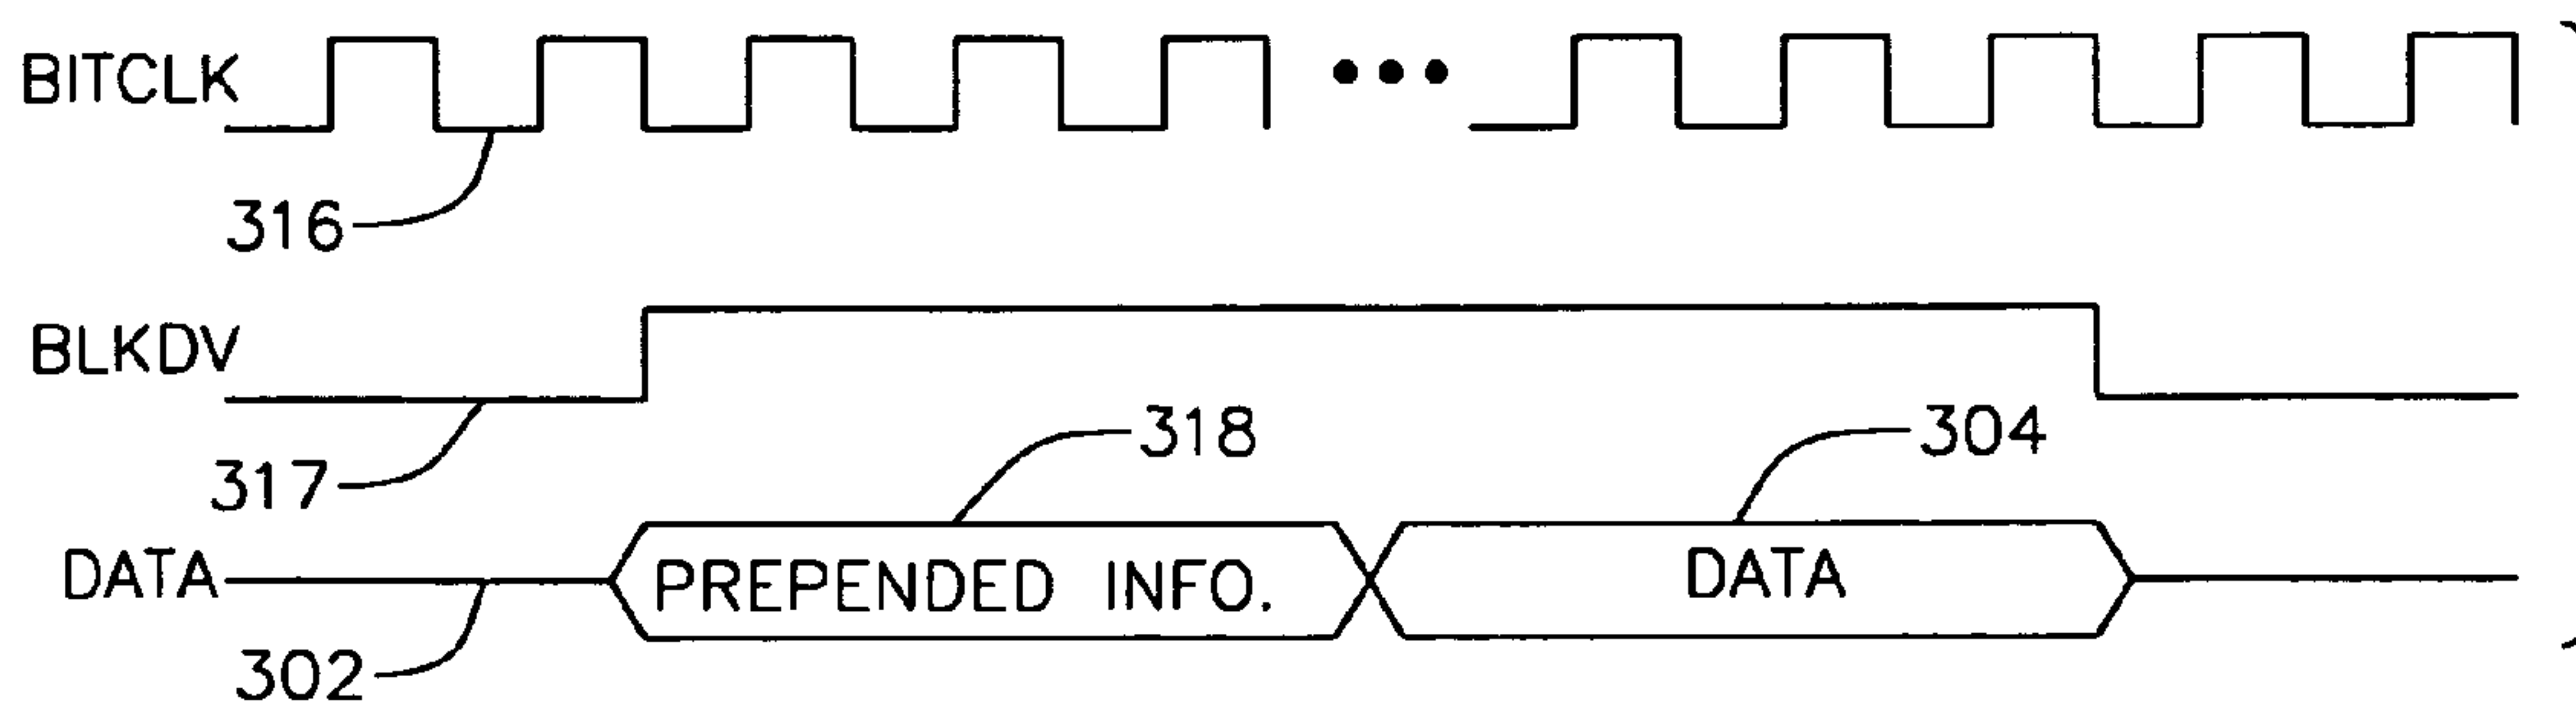 BITCLK
316
BLKDV
317
318
304
DATA
PREPENDED INFO.
DATA
302